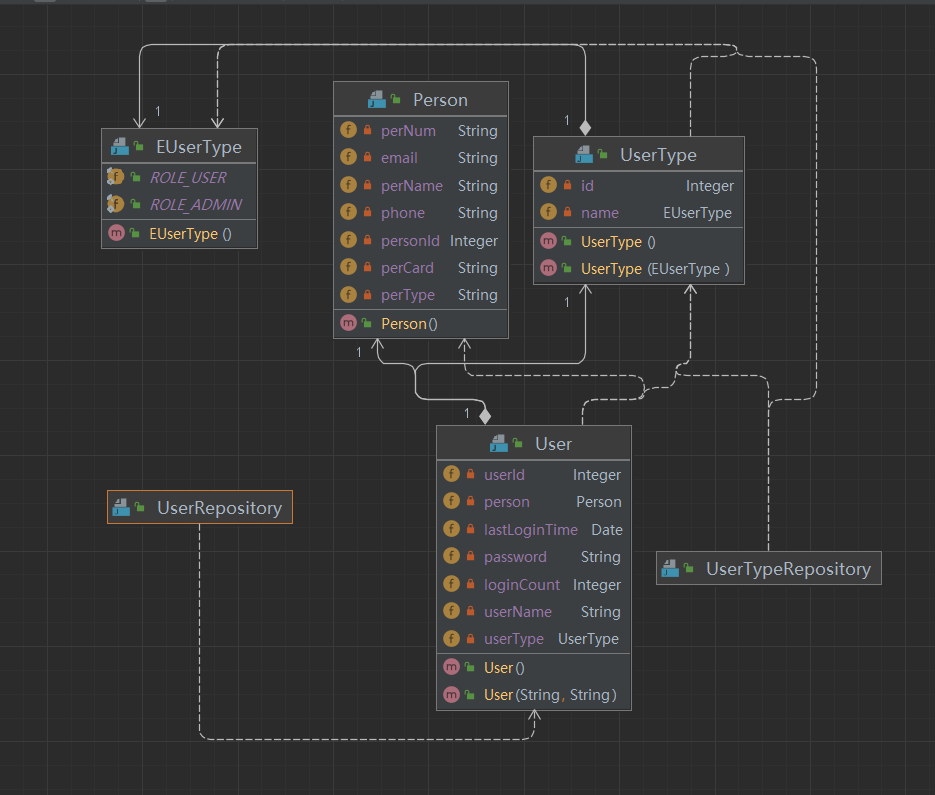 1
EUserType
ROLE_USER
ROLE_ADMIN
EUserType ()
Person
perNum String
email String
perName String
phone String
personId Integer
perCard String
perType String
Person()
1
1
UserType
id Integer
name EUserType
UserType ()
UserType (EUserType )
1
1
User
userId Integer
person Person
lastLoginTime Date
password String
loginCount Integer
userName String
userType UserType
User()
User(String, String)
UserRepository
UserTypeRepository